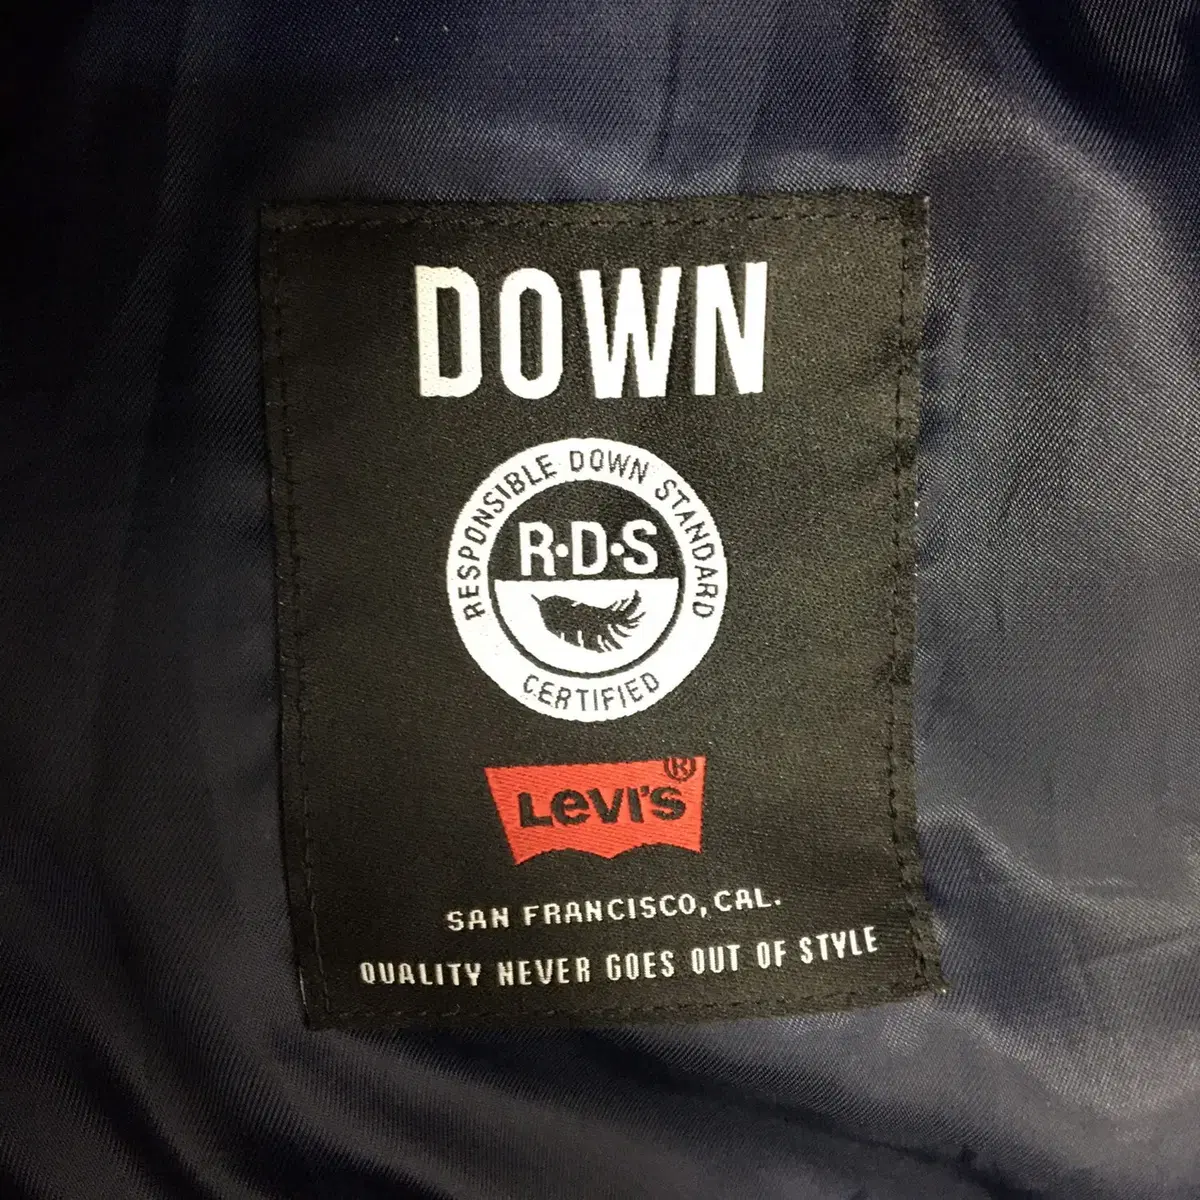 DOWN
RESPONSIBLE DOWN STANDARD
R·D·S
CERTIFIED
LEVI'S®
SAN FRANCISCO, CAL.
QUALITY NEVER GOES OUT OF STYLE